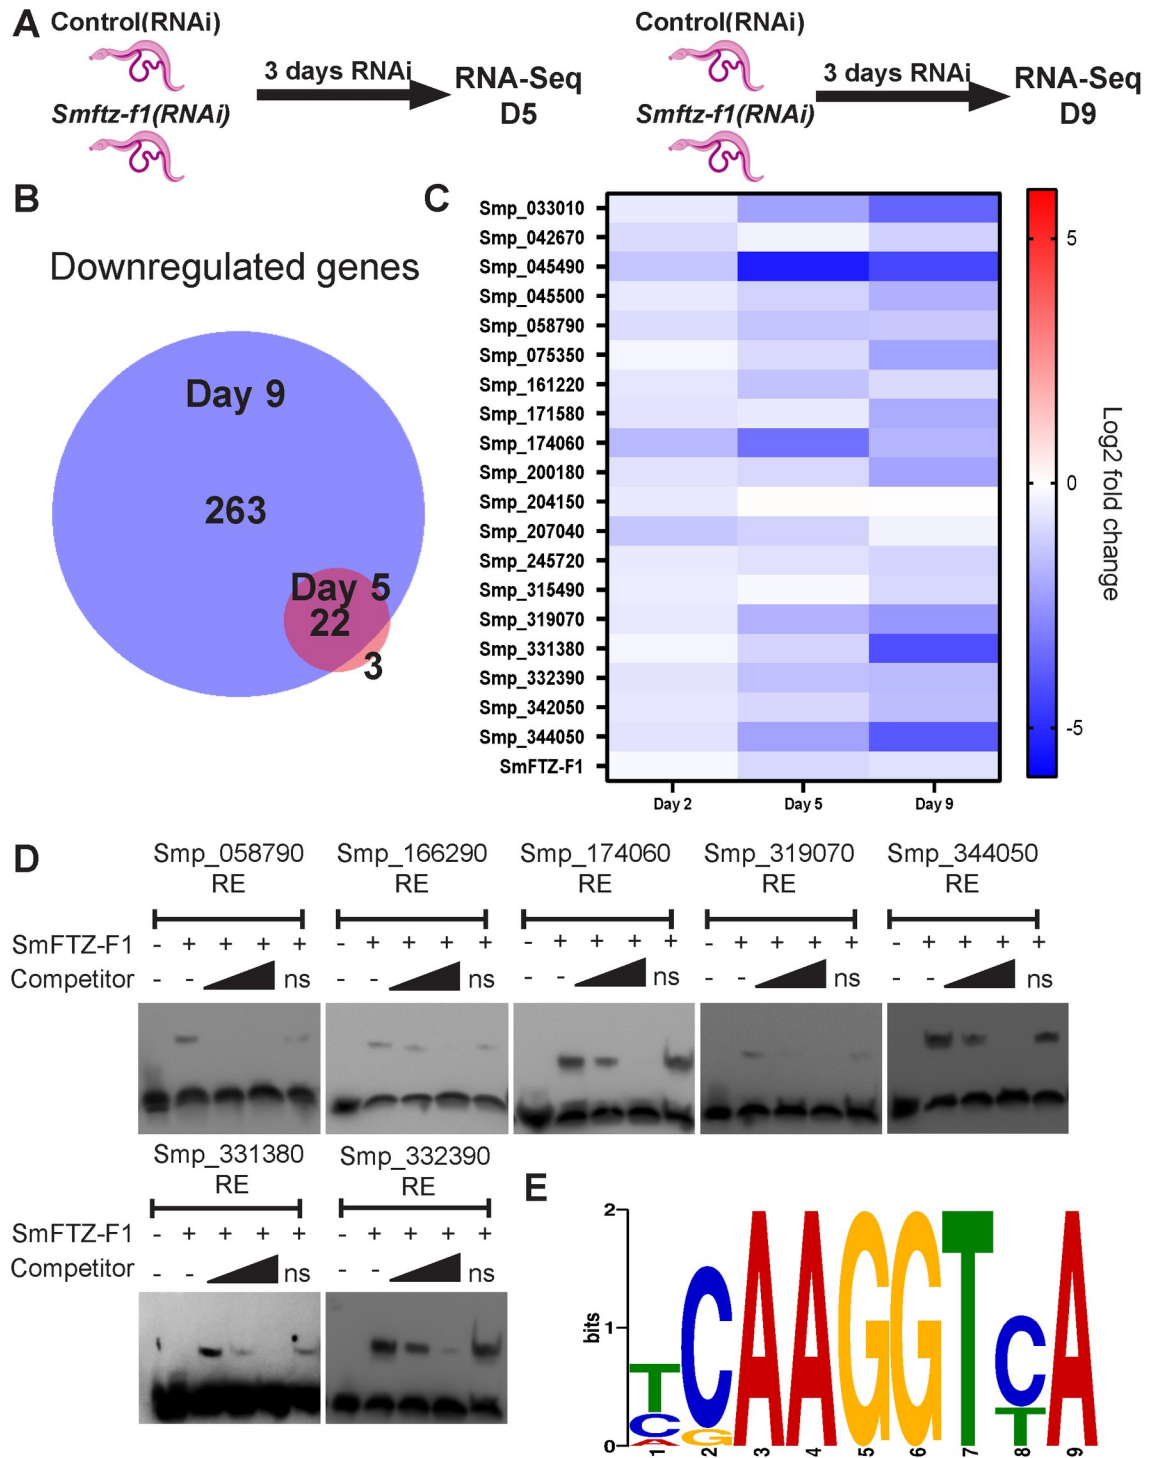 A
Control(RNAi)
Smftz-f1(RNAi)
3 days RNAi
RNA-Seq
D5
Control(RNAi)
Smftz-f1(RNAi)
3 days RNAi
RNA-Seq
D9
B
Downregulated genes
Day 9
263
Day 5
22
3
C
Smp_033010
Smp_042670
Smp_045490
Smp_045500
Smp_058790
Smp_075350
Smp_161220
Smp_171580
Smp_174060
Smp_200180
Smp_204150
Smp_207040
Smp_245720
Smp_315490
Smp_319070
Smp_331380
Smp_332390
Smp_342050
Smp_344050
SmFTZ-F1
Day 2 Day 5 Day 9
5
0
-5
Log2 fold change
D
Smp_058790 Smp_166290 Smp_174060 Smp_319070 Smp_344050
RE RE RE RE RE
SmFTZ-F1 - + + + + - + + + + - + + + + - + + + + - + + + +
Competitor - - ns - - ns - - ns - - ns - - ns
Smp_331380 Smp_332390
RE RE
SmFTZ-F1 - + + + + - + + + +
Competitor - - ns - - ns
E
2
1
0
bits
T C A A G G T C A
C G T
A
1 2 3 4 5 6 7 8 9